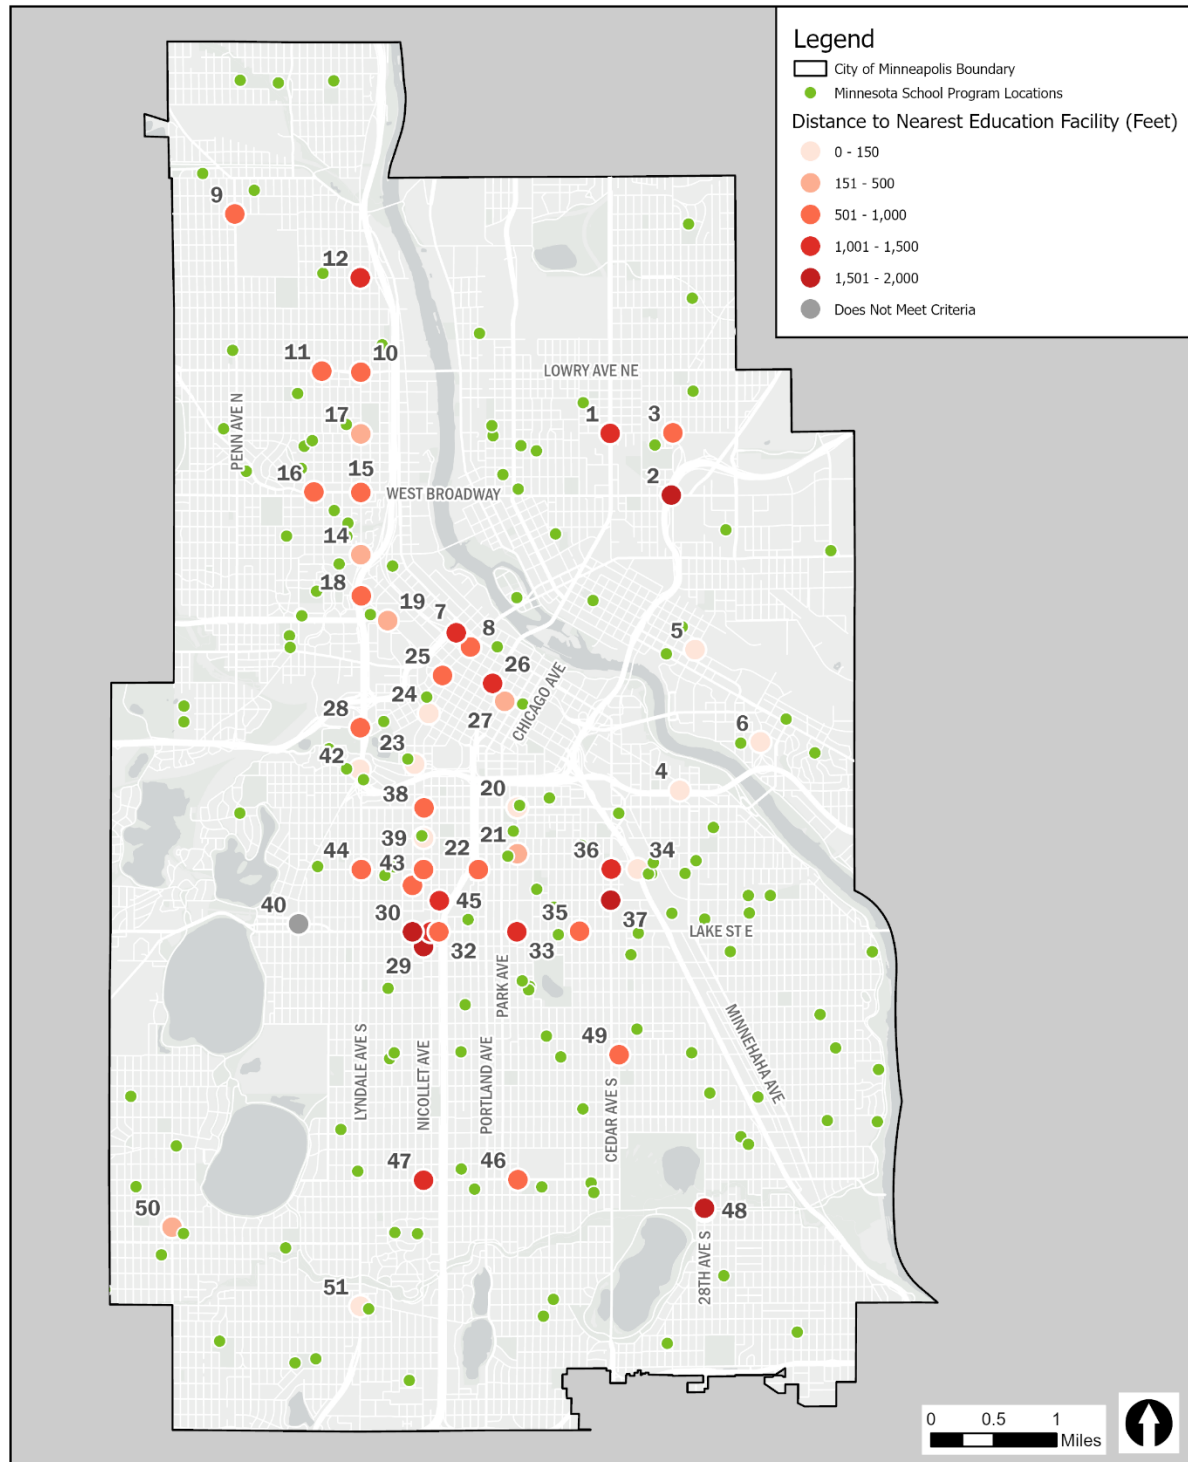 Legend
City of Minneapolis Boundary
Minnesota School Program Locations
Distance to Nearest Education Facility (Feet)
0 - 150
151 - 500
501 - 1,000
1,001 - 1,500
1,501 - 2,000
Does Not Meet Criteria
9
12
11
10
LOWRY AVE NE
PENN AVE N
17
1
3
16
15
WEST BROADWAY
2
14
18
19
7
8
5
25
26
24
CHICAGO AVE
27
28
6
23
42
4
38
20
39
21
44
43
22
36
34
40
30
45
35
37
LAKE ST E
29
32
33
PARK AVE
MINNEHAHA AVE
LYNDALE AVE S
NICOLLET AVE
PORTLAND AVE
49
CEDAR AVE S
47
46
50
48
28TH AVE S
51
0 0.5 1
Miles